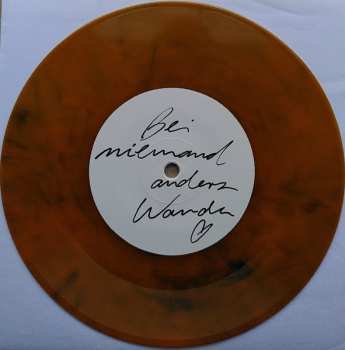 Bei
niemand
anders
Wanda